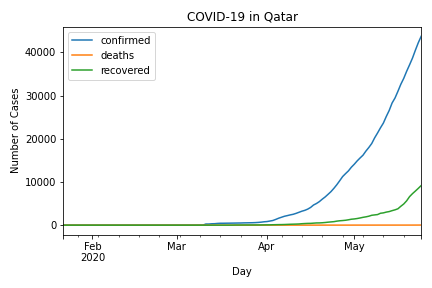 COVID-19 in Qatar
confirmed
deaths
recovered
Number of Cases
40000
30000
20000
10000
0
Feb
2020
Mar
Apr
May
Day